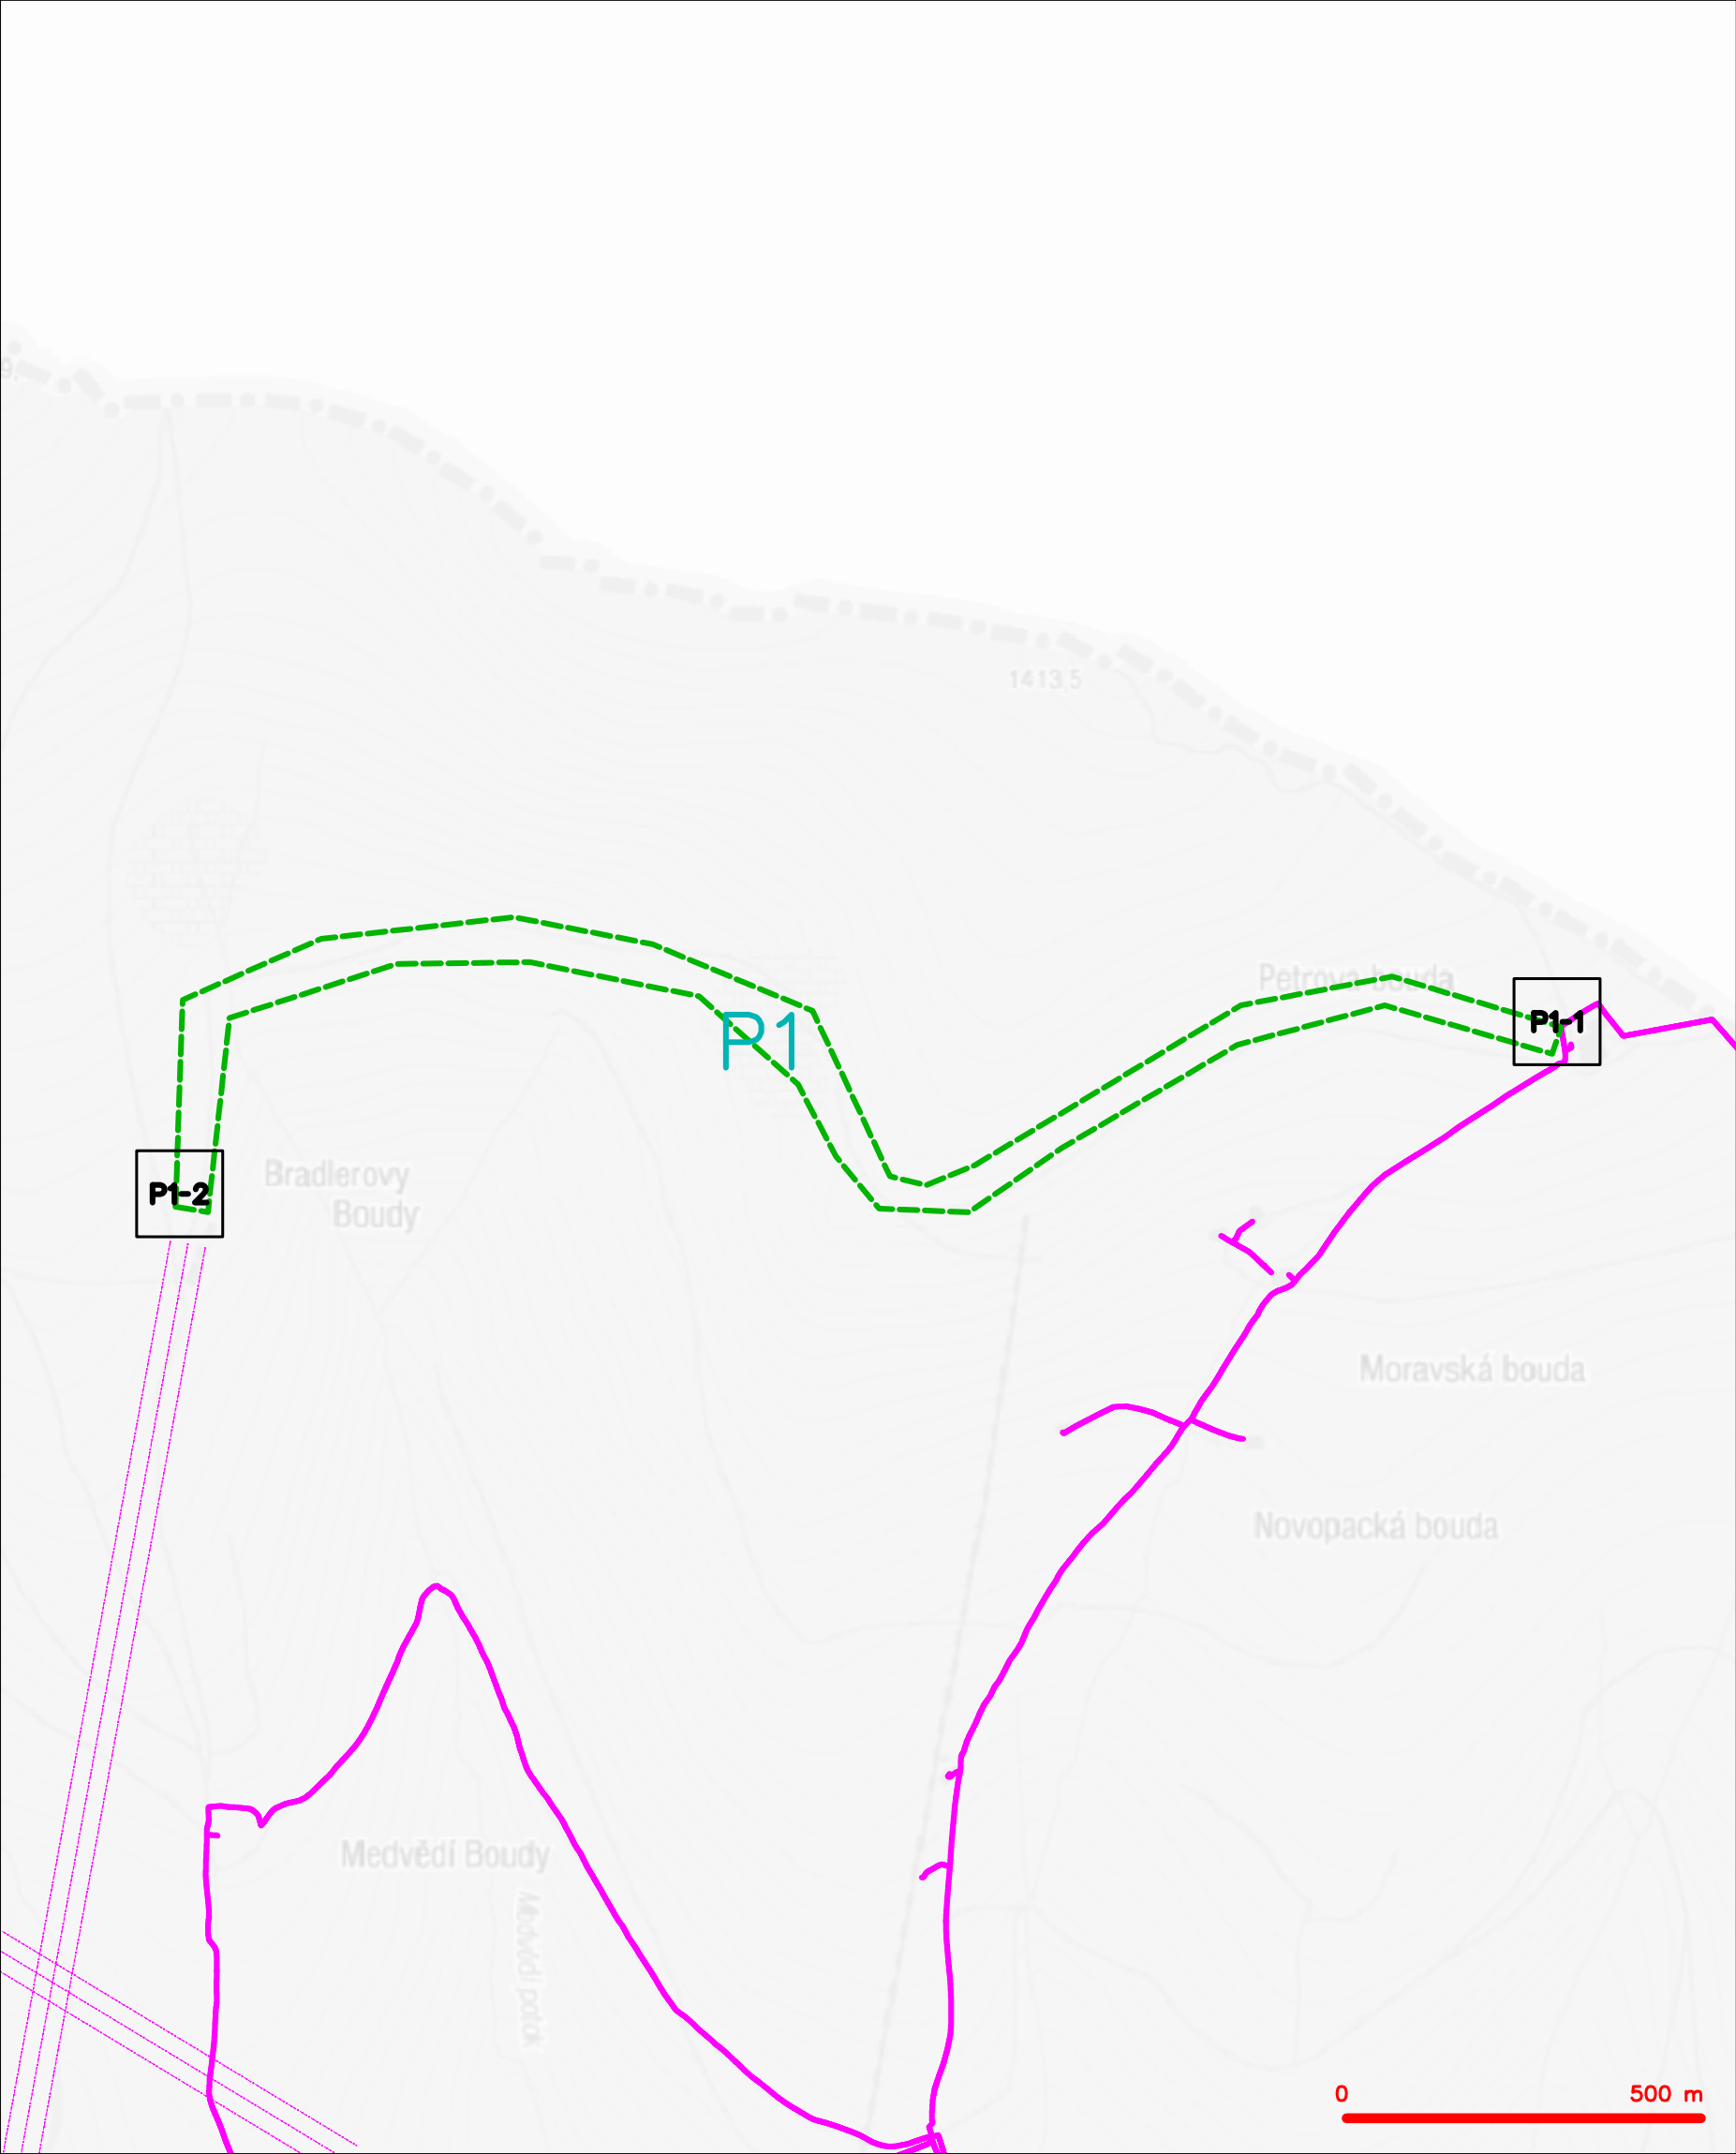 9,
1413,5
Petrova bouda
P1-1
P1
Bradlerovy
Boudy
P1-2
Moravská bouda
Novopacká bouda
Medvědí Boudy
Medvědí potok
0 500 m